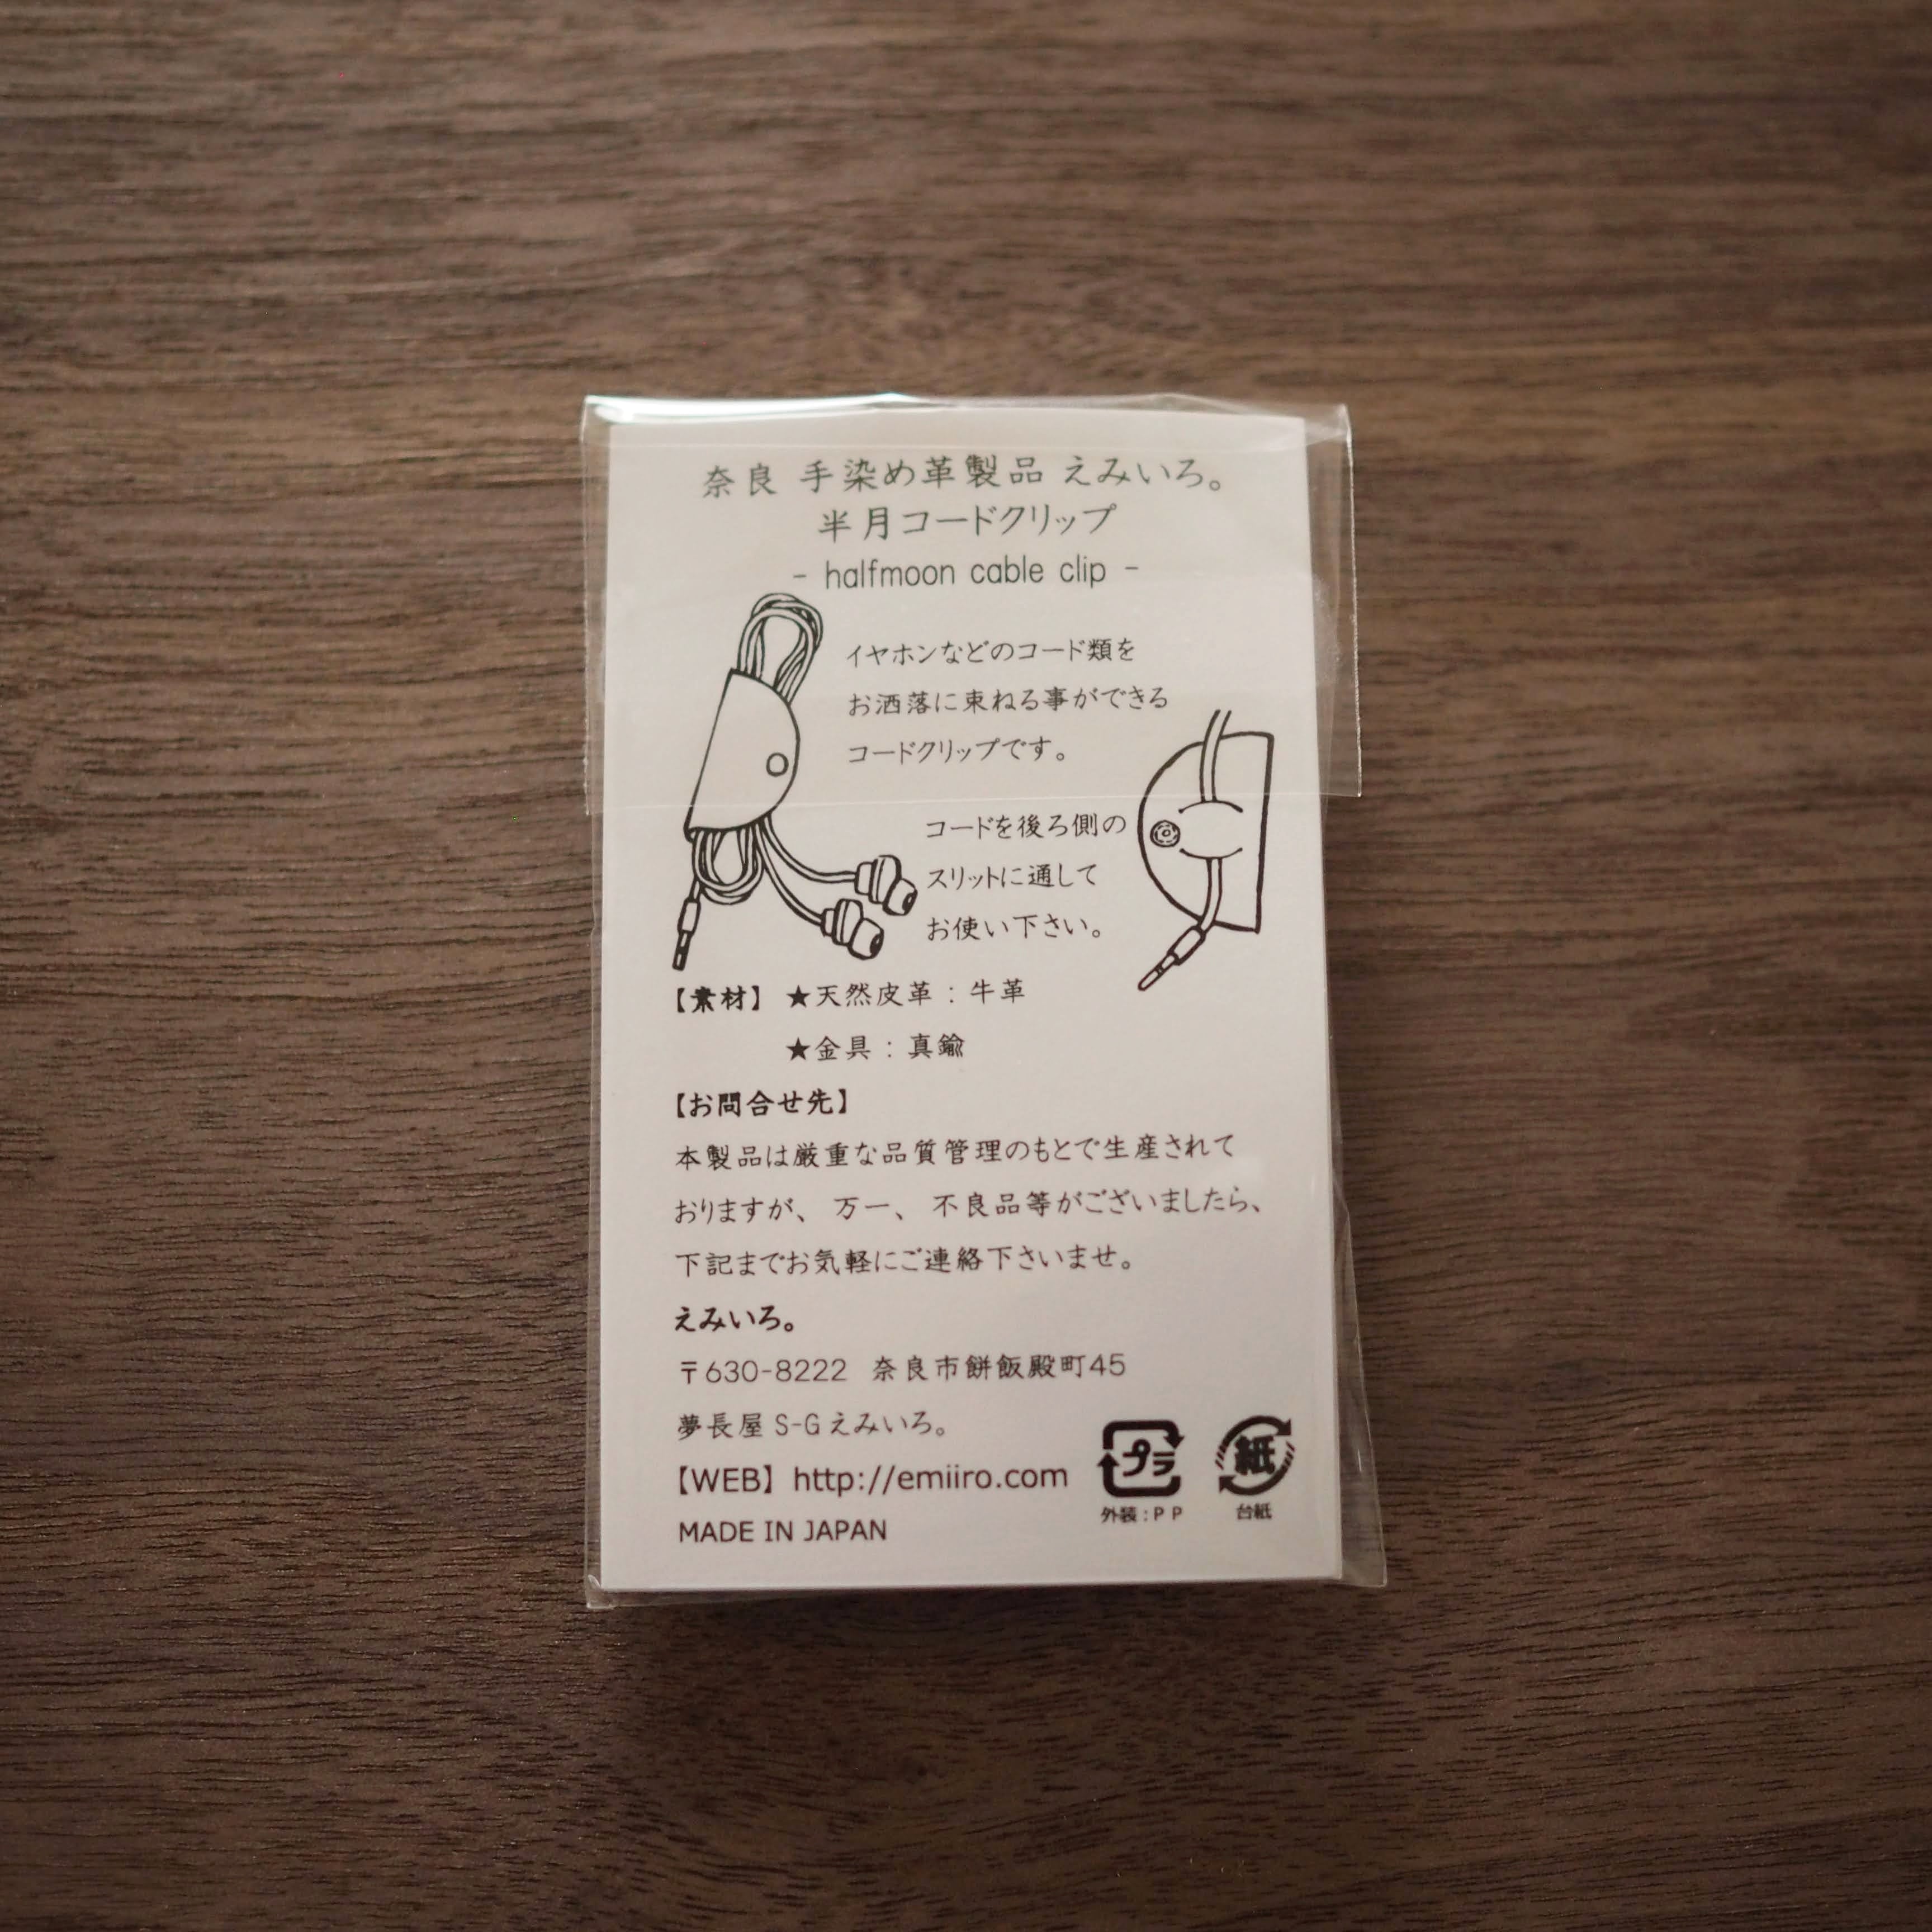 奈良 手染め革製品 えみいろ。
半月コードクリップ
- halfmoon cable clip -
イヤホンなどのコード類を
お洒落に束ねる事ができる
コードクリップです。
コードを後ろ側の
スリットに通して
お使い下さい。
【素材】 ★天然皮革：牛革
★金具：真鍮
【お問合せ先】
本製品は厳重な品質管理のもとで生産されて
おりますが、万一、不良品等がございましたら、
下記までお気軽にご連絡下さいませ。
えみいろ。
〒630-8222 奈良市餅飯殿町45
夢長屋 S-G えみいろ。
【WEB】http://emiiro.com
MADE IN JAPAN
プラ
外装：PP
紙
台紙